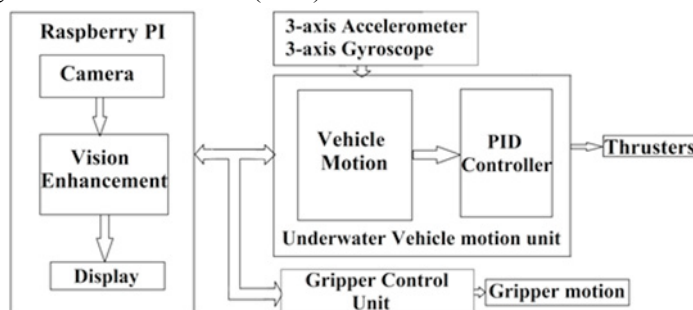 Raspberry PI
Camera
Vision
Enhancement
Display
3-axis Accelerometer
3-axis Gyroscope
Vehicle
Motion
PID
Controller
Underwater Vehicle motion unit
Thrusters
Gripper Control
Unit
Gripper motion